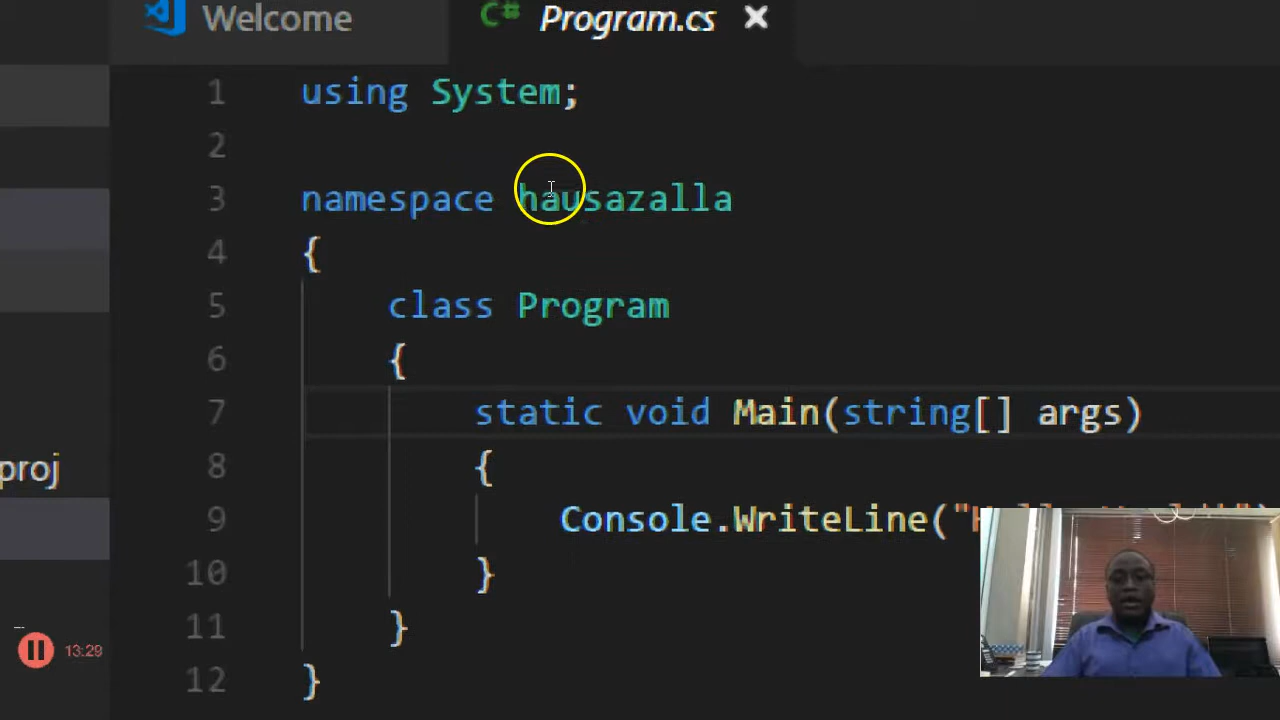 Welcome
C# Program.cs ×
1 using System;
2
3 namespace hausazalla
4 {
5 class Program
6 {
7 static void Main(string[] args)
8 {
9 Console.WriteLine("
10 }
11 }
12 }
proj
13:29